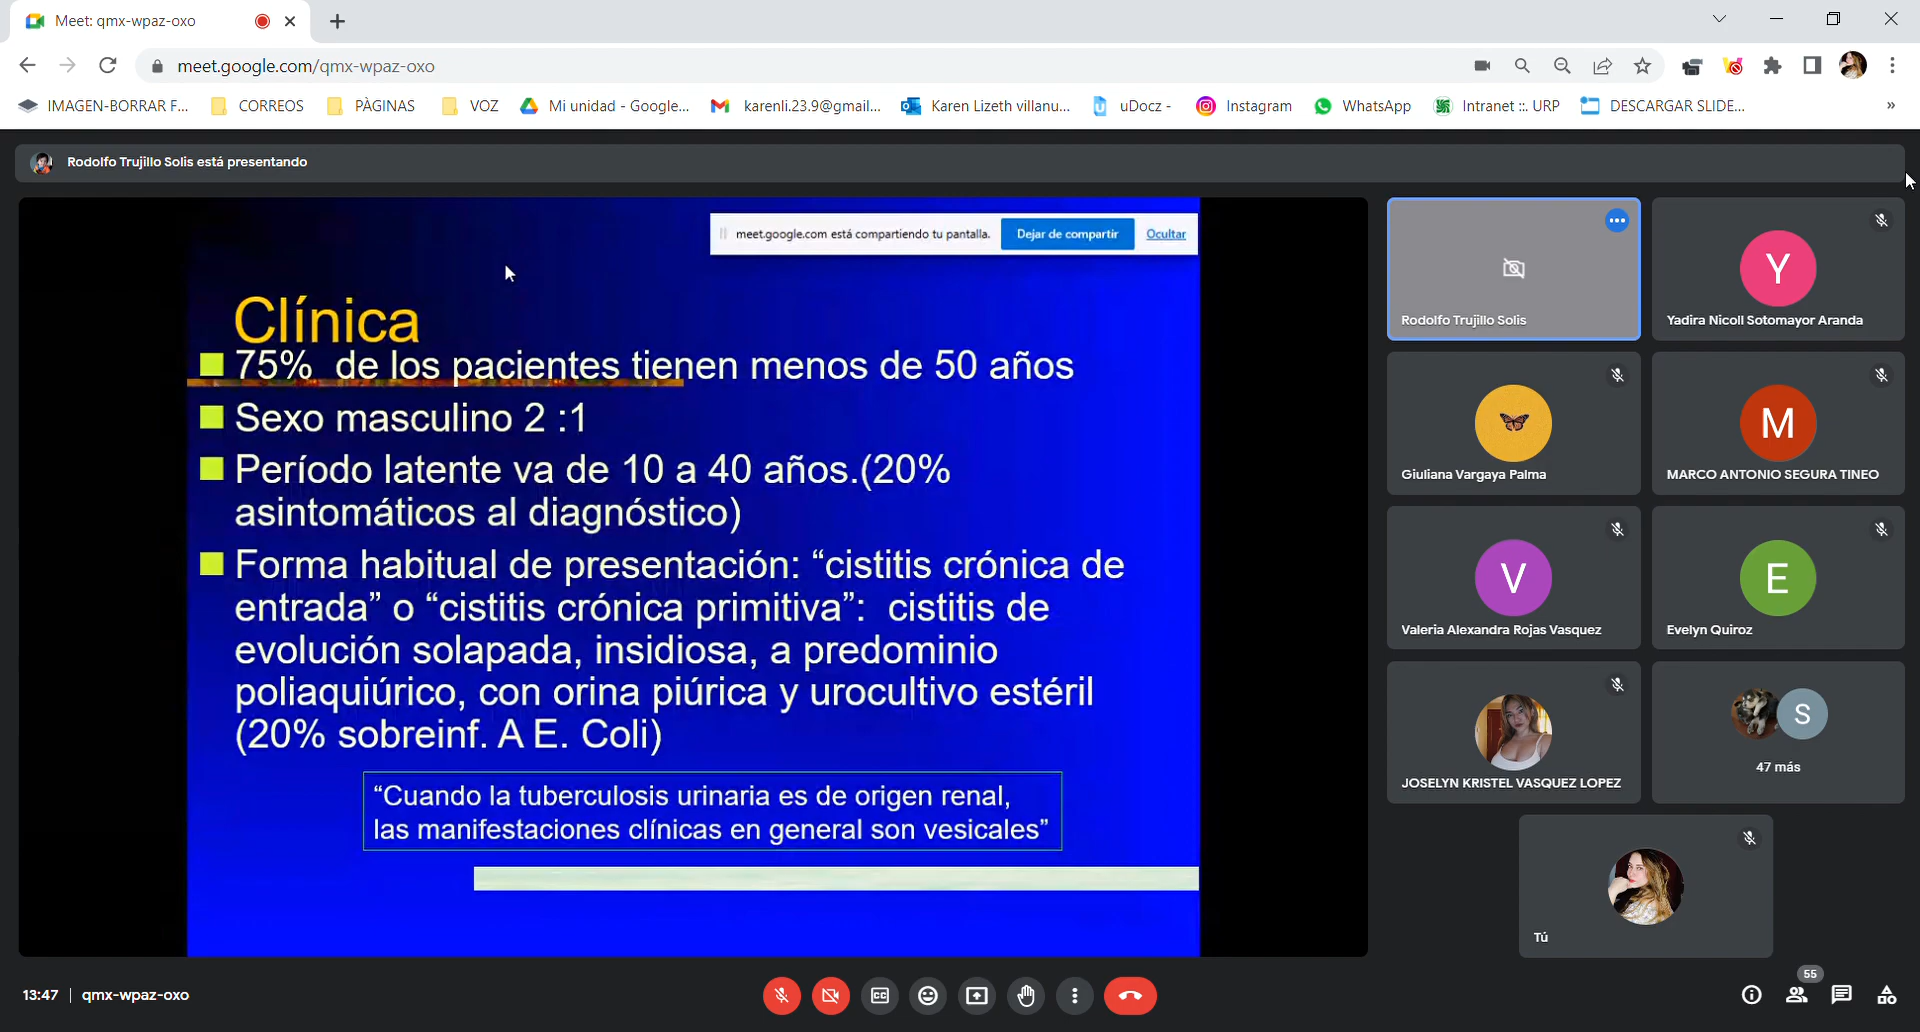 Meet: qmx-wpaz-oxo
meet.google.com/qmx-wpaz-oxo
IMAGEN-BORRAR F...
CORREOS
PÀGINAS
VOZ
Mi unidad - Google...
karenli.23.9@gmail...
Karen Lizeth villanu...
uDocz -
Instagram
WhatsApp
Intranet ::. URP
DESCARGAR SLIDE...
»
Rodolfo Trujillo Solis está presentando
meet.google.com está compartiendo tu pantalla.
Dejar de compartir
Ocultar
Clínica
75% de los pacientes tienen menos de 50 años
Sexo masculino 2 :1
Período latente va de 10 a 40 años.(20%
asintomáticos al diagnóstico)
Forma habitual de presentación: “cistitis crónica de
entrada” o “cistitis crónica primitiva”: cistitis de
evolución solapada, insidiosa, a predominio
poliaquiúrico, con orina piúrica y urocultivo estéril
(20% sobreinf. A E. Coli)
“Cuando la tuberculosis urinaria es de origen renal,
las manifestaciones clínicas en general son vesicales”
Rodolfo Trujillo Solis
Y
Yadira Nicoll Sotomayor Aranda
Giuliana Vargaya Palma
M
MARCO ANTONIO SEGURA TINEO
V
Valeria Alexandra Rojas Vasquez
E
Evelyn Quiroz
JOSELYN KRISTEL VASQUEZ LOPEZ
S
47 más
Tú
13:47 | qmx-wpaz-oxo
CC
55